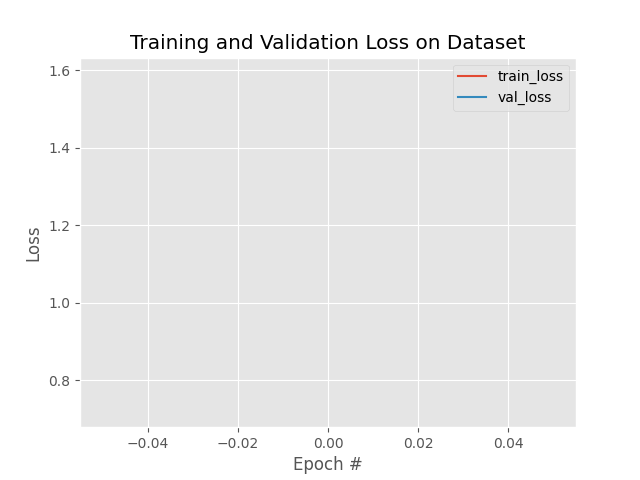 Training and Validation Loss on Dataset
train_loss
val_loss
1.6
1.4
1.2
1.0
0.8
Loss
−0.04 −0.02 0.00 0.02 0.04
Epoch #